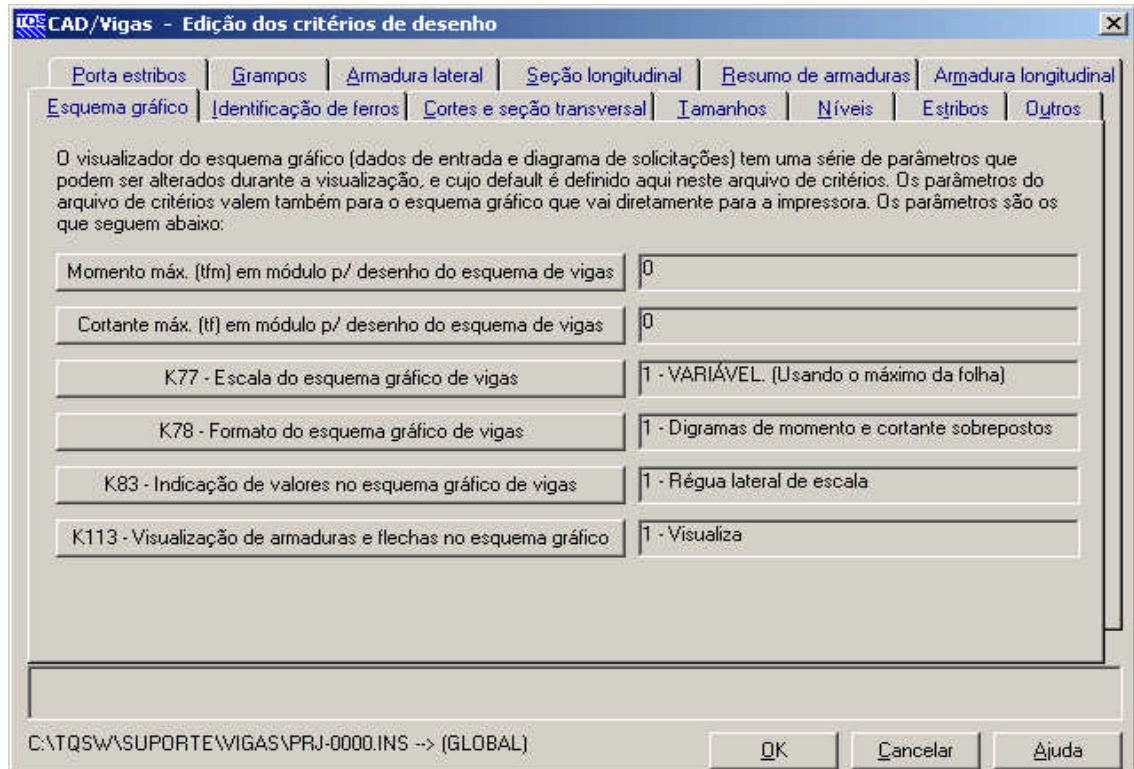 TQS CAD/Vigas - Edição dos critérios de desenho
Porta estribos Grampos Armadura lateral Seção longitudinal Resumo de armaduras Armadura longitudinal
Esquema gráfico Identificação de ferros Cortes e seção transversal Tamanhos Níveis Estribos Outros
O visualizador do esquema gráfico (dados de entrada e diagrama de solicitações) tem uma série de parâmetros que
podem ser alterados durante a visualização, e cujo default é definido aqui neste arquivo de critérios. Os parâmetros do
arquivo de critérios valem também para o esquema gráfico que vai diretamente para a impressora. Os parâmetros são os
que seguem abaixo:
Momento máx. (tfm) em módulo p/ desenho do esquema de vigas 0
Cortante máx. (tf) em módulo p/ desenho do esquema de vigas 0
K77 - Escala do esquema gráfico de vigas 1 - VARIÁVEL. (Usando o máximo da folha)
K78 - Formato do esquema gráfico de vigas 1 - Digramas de momento e cortante sobrepostos
K83 - Indicação de valores no esquema gráfico de vigas 1 - Régua lateral de escala
K113 - Visualização de armaduras e flechas no esquema gráfico 1 - Visualiza
C:\TQSW\SUPORTE\VIGAS\PRJ-0000.INS --> (GLOBAL)
OK Cancelar Ajuda